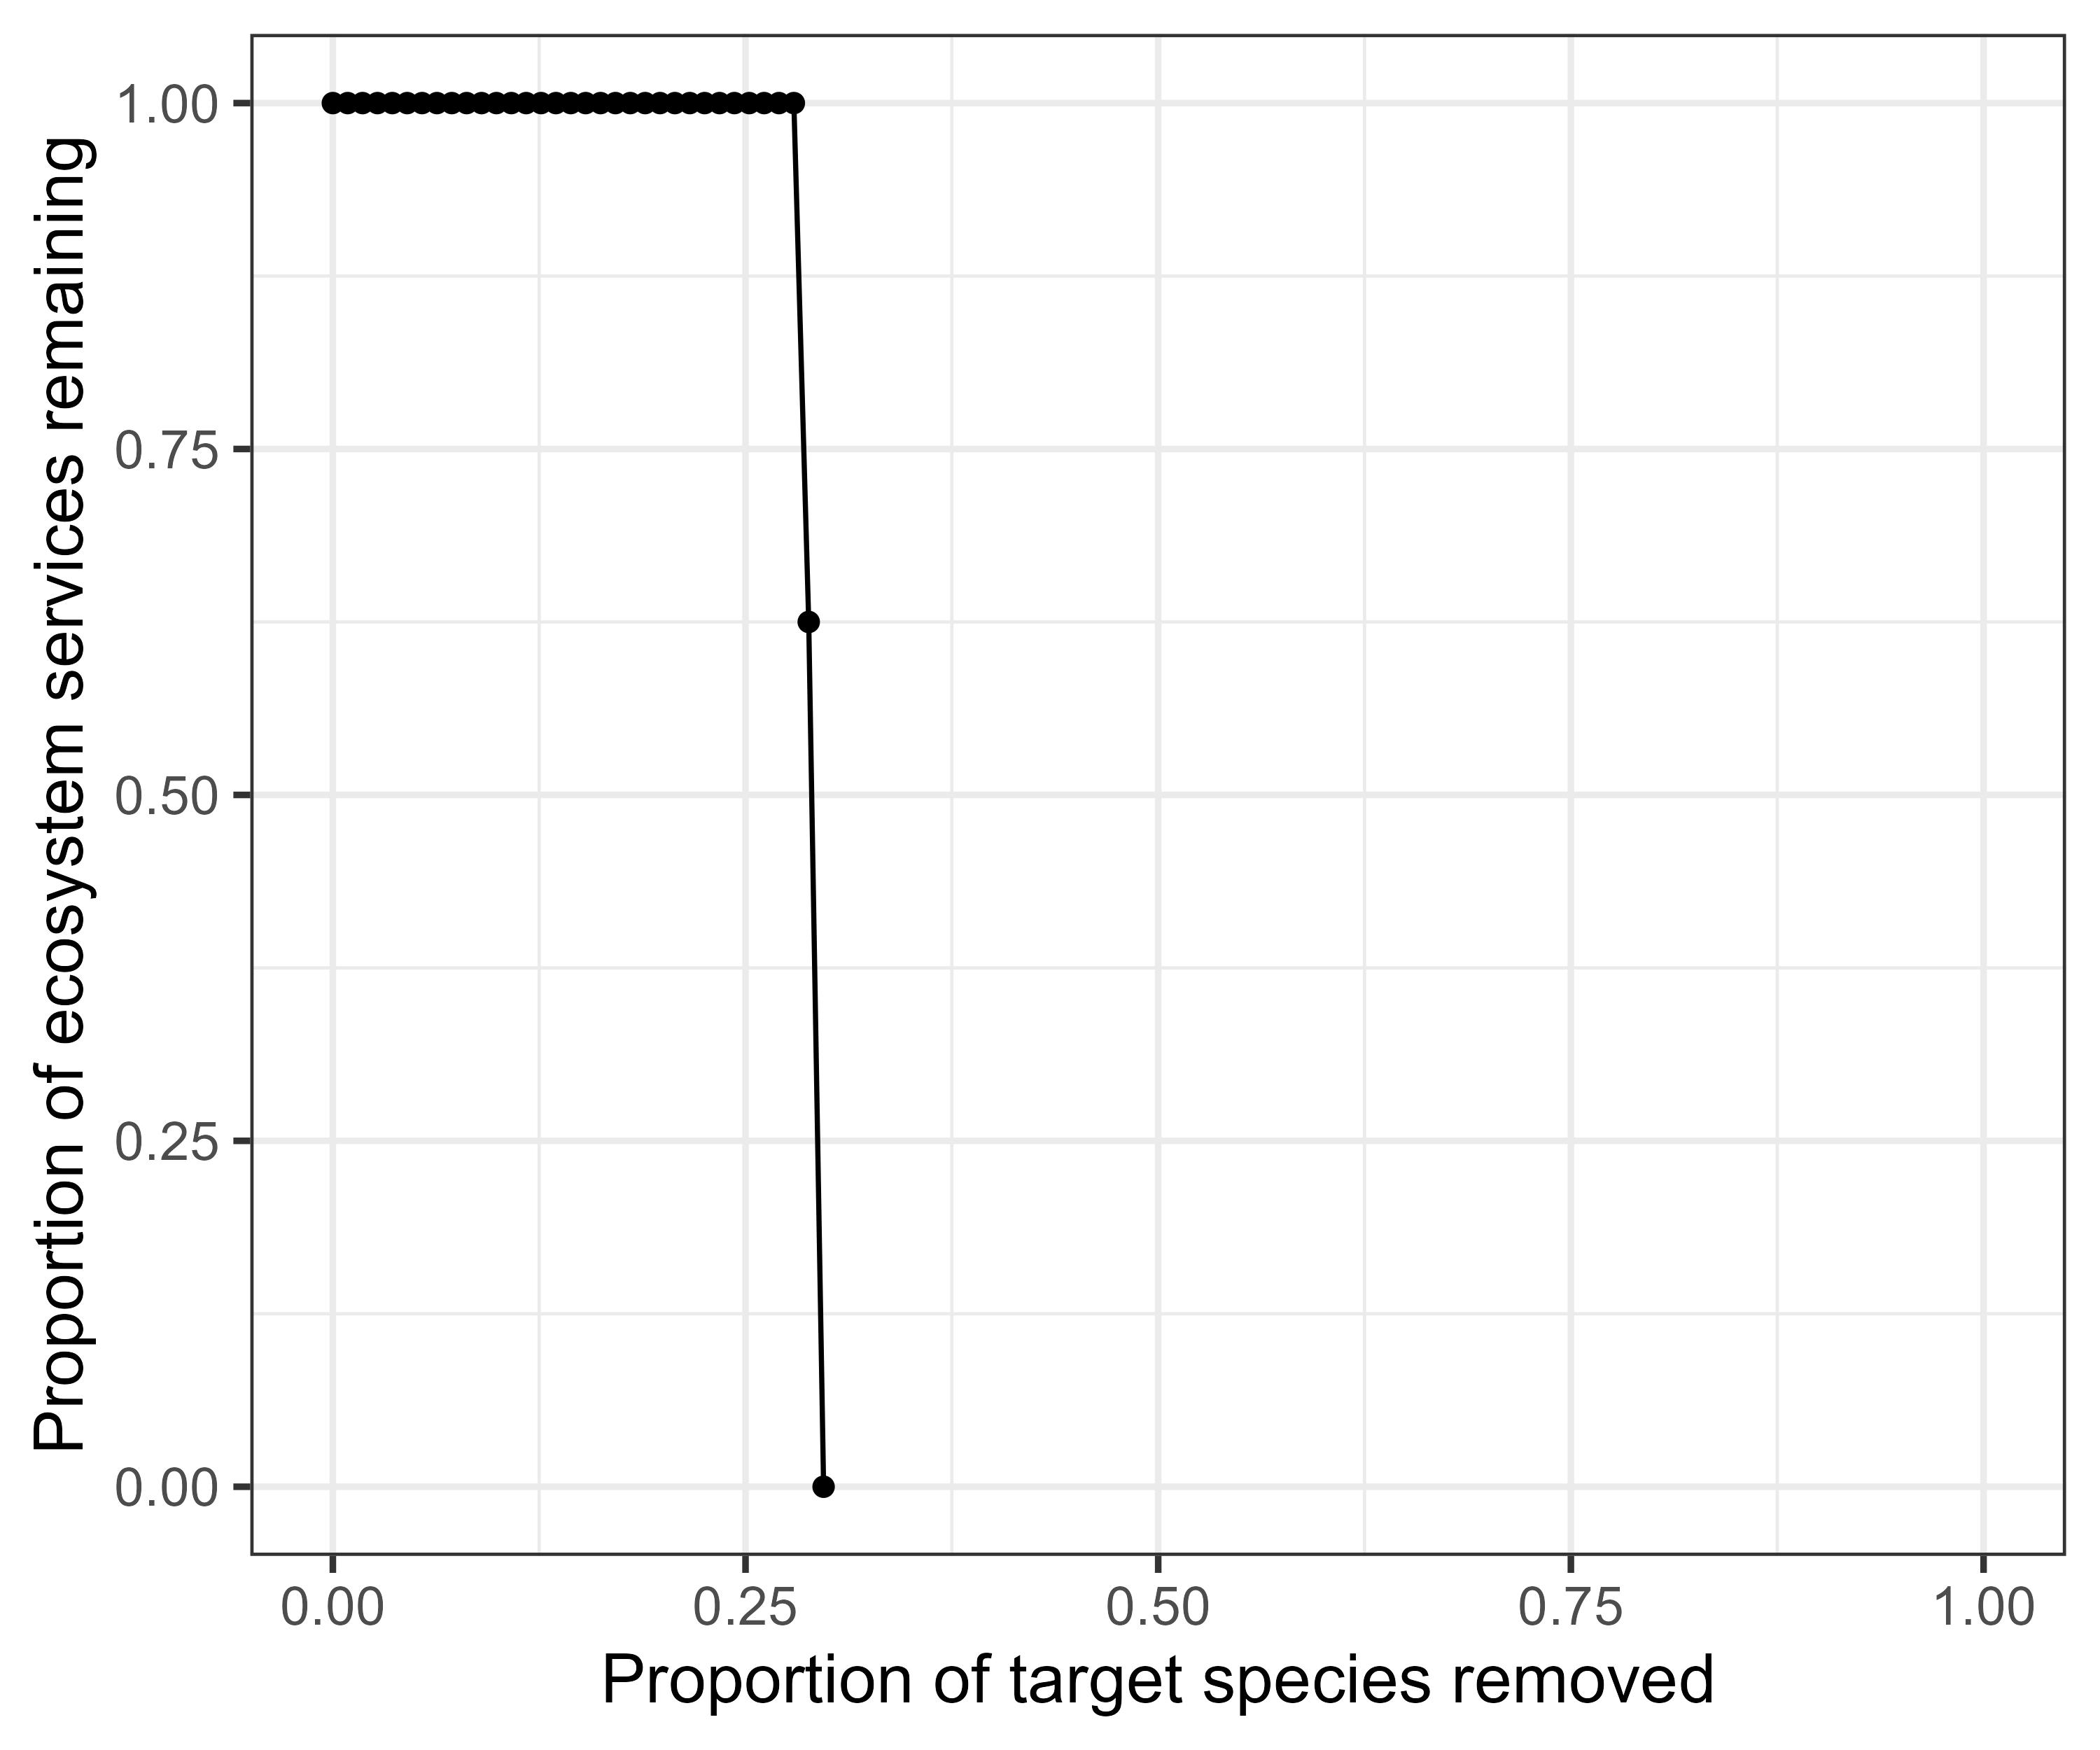 Proportion of ecosystem services remaining
1.00
0.75
0.50
0.25
0.00
0.00 0.25 0.50 0.75 1.00
Proportion of target species removed